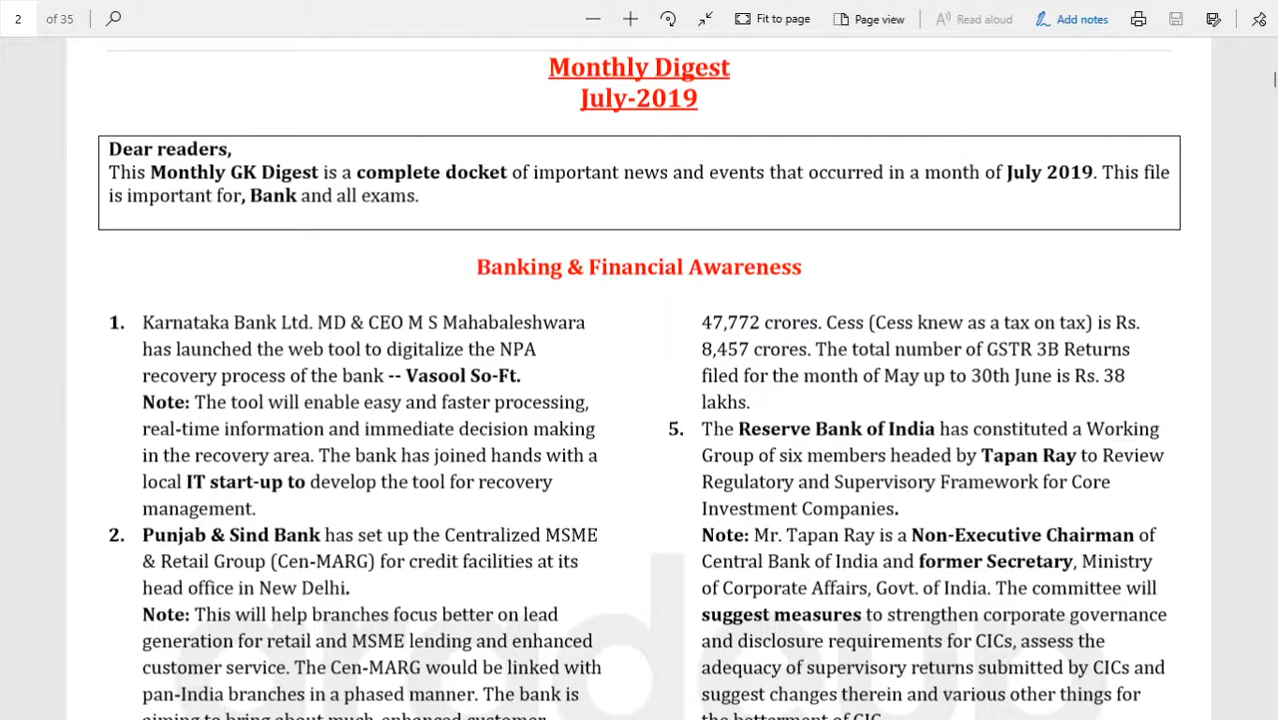 2 of 35 Fit to page Page view Read aloud Add notes
Monthly Digest
July-2019
Dear readers,
This Monthly GK Digest is a complete docket of important news and events that occurred in a month of July 2019. This file
is important for, Bank and all exams.
Banking & Financial Awareness
1. Karnataka Bank Ltd. MD & CEO M S Mahabaleshwara
has launched the web tool to digitalize the NPA
recovery process of the bank -- Vasool So-Ft.
Note: The tool will enable easy and faster processing,
real-time information and immediate decision making
in the recovery area. The bank has joined hands with a
local IT start-up to develop the tool for recovery
management.
2. Punjab & Sind Bank has set up the Centralized MSME
& Retail Group (Cen-MARG) for credit facilities at its
head office in New Delhi.
Note: This will help branches focus better on lead
generation for retail and MSME lending and enhanced
customer service. The Cen-MARG would be linked with
pan-India branches in a phased manner. The bank is
aiming to bring about much-enhanced customer
47,772 crores. Cess (Cess knew as a tax on tax) is Rs.
8,457 crores. The total number of GSTR 3B Returns
filed for the month of May up to 30th June is Rs. 38
lakhs.
5. The Reserve Bank of India has constituted a Working
Group of six members headed by Tapan Ray to Review
Regulatory and Supervisory Framework for Core
Investment Companies.
Note: Mr. Tapan Ray is a Non-Executive Chairman of
Central Bank of India and former Secretary, Ministry
of Corporate Affairs, Govt. of India. The committee will
suggest measures to strengthen corporate governance
and disclosure requirements for CICs, assess the
adequacy of supervisory returns submitted by CICs and
suggest changes therein and various other things for
the betterment of CIC.
gradeup